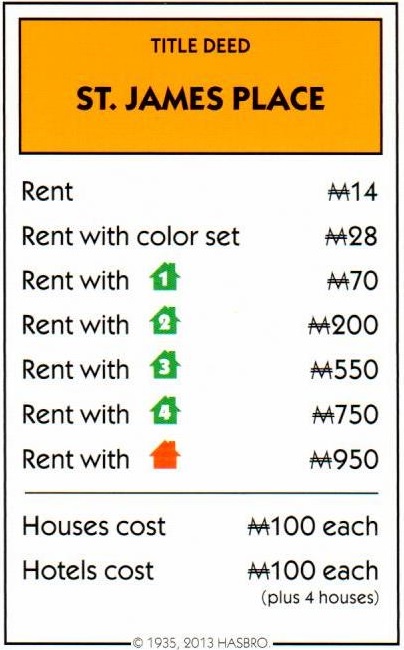 TITLE DEED
ST. JAMES PLACE
Rent ₩14
Rent with color set ₩28
Rent with 1 ₩70
Rent with 2 ₩200
Rent with 3 ₩550
Rent with 4 ₩750
Rent with ₩950
Houses cost ₩100 each
Hotels cost ₩100 each
(plus 4 houses)
© 1935, 2013 HASBRO.